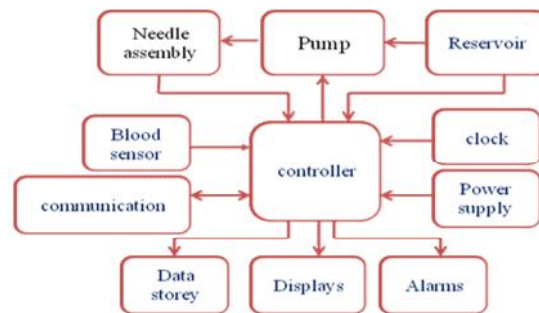 Needle
assembly
Pump
Reservoir
Blood
sensor
controller
clock
communication
Power
supply
Data
storey
Displays
Alarms